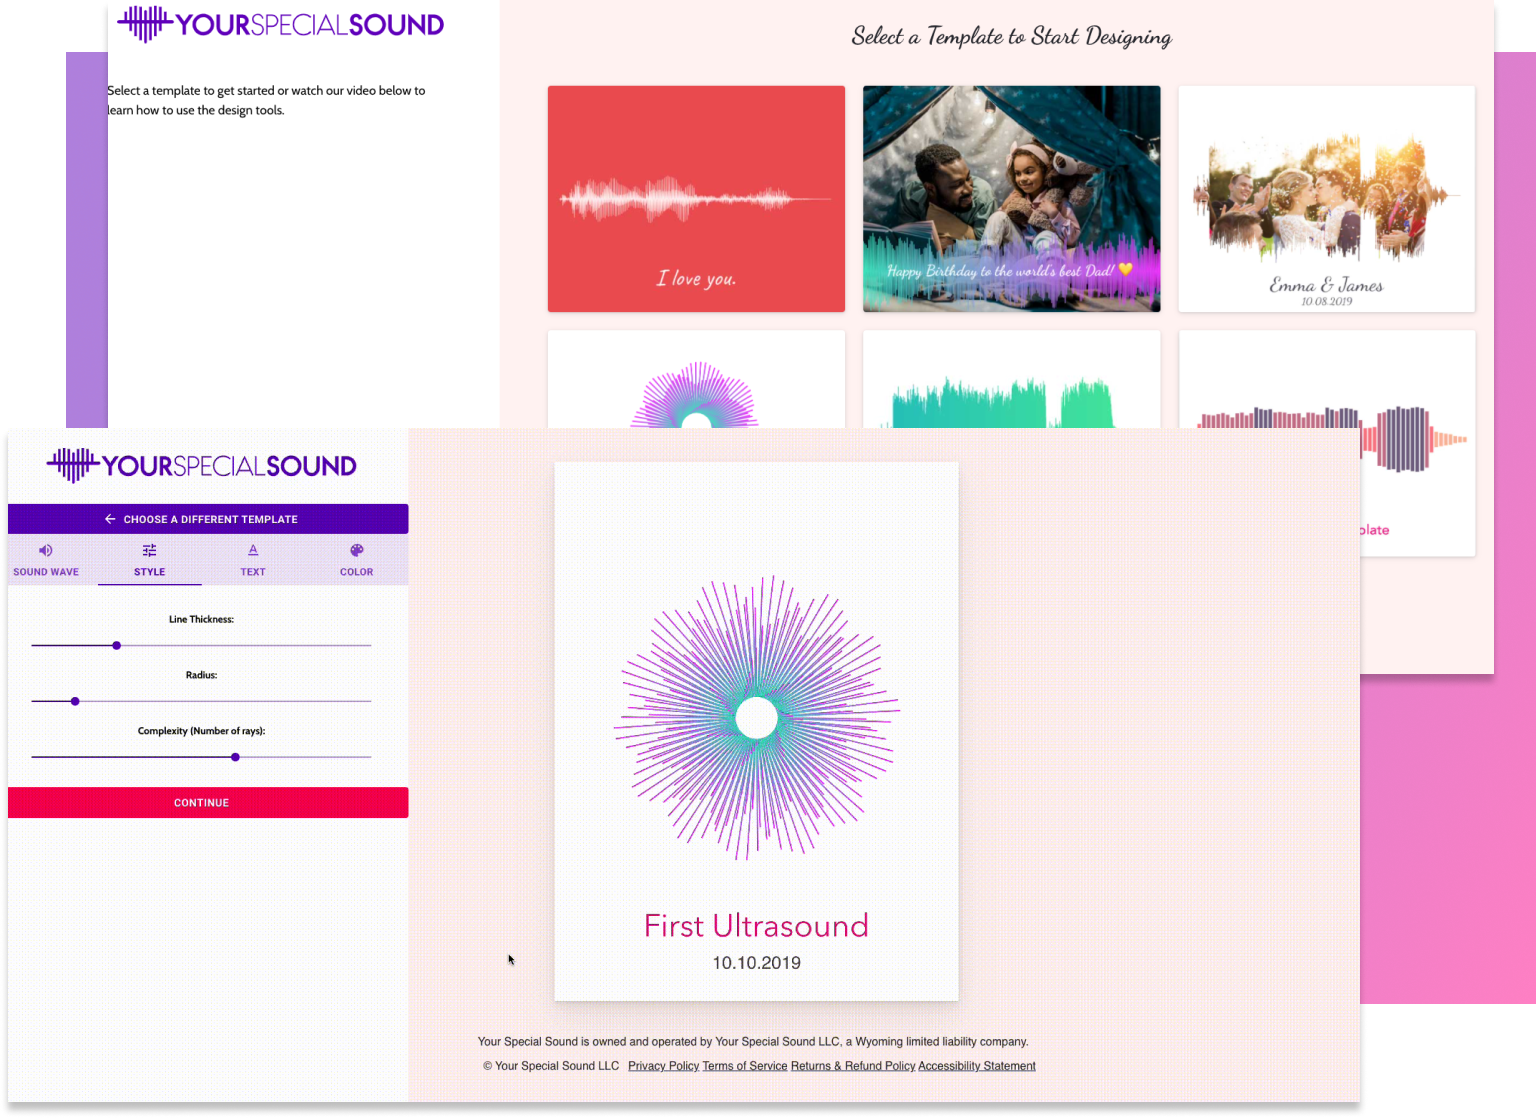 YOURSPECIALSOUND
Select a template to get started or watch our video below to
learn how to use the design tools.
Select a Template to Start Designing
I love you.
Happy Birthday to the world's best Dad! 💛
Emma & James
10.08.2019
YOURSPECIALSOUND
← CHOOSE A DIFFERENT TEMPLATE
SOUND WAVE STYLE TEXT COLOR
Line Thickness:
Radius:
Complexity (Number of rays):
CONTINUE
First Ultrasound
10.10.2019
Your Special Sound is owned and operated by Your Special Sound LLC, a Wyoming limited liability company.
© Your Special Sound LLC Privacy Policy Terms of Service Returns & Refund Policy Accessibility Statement